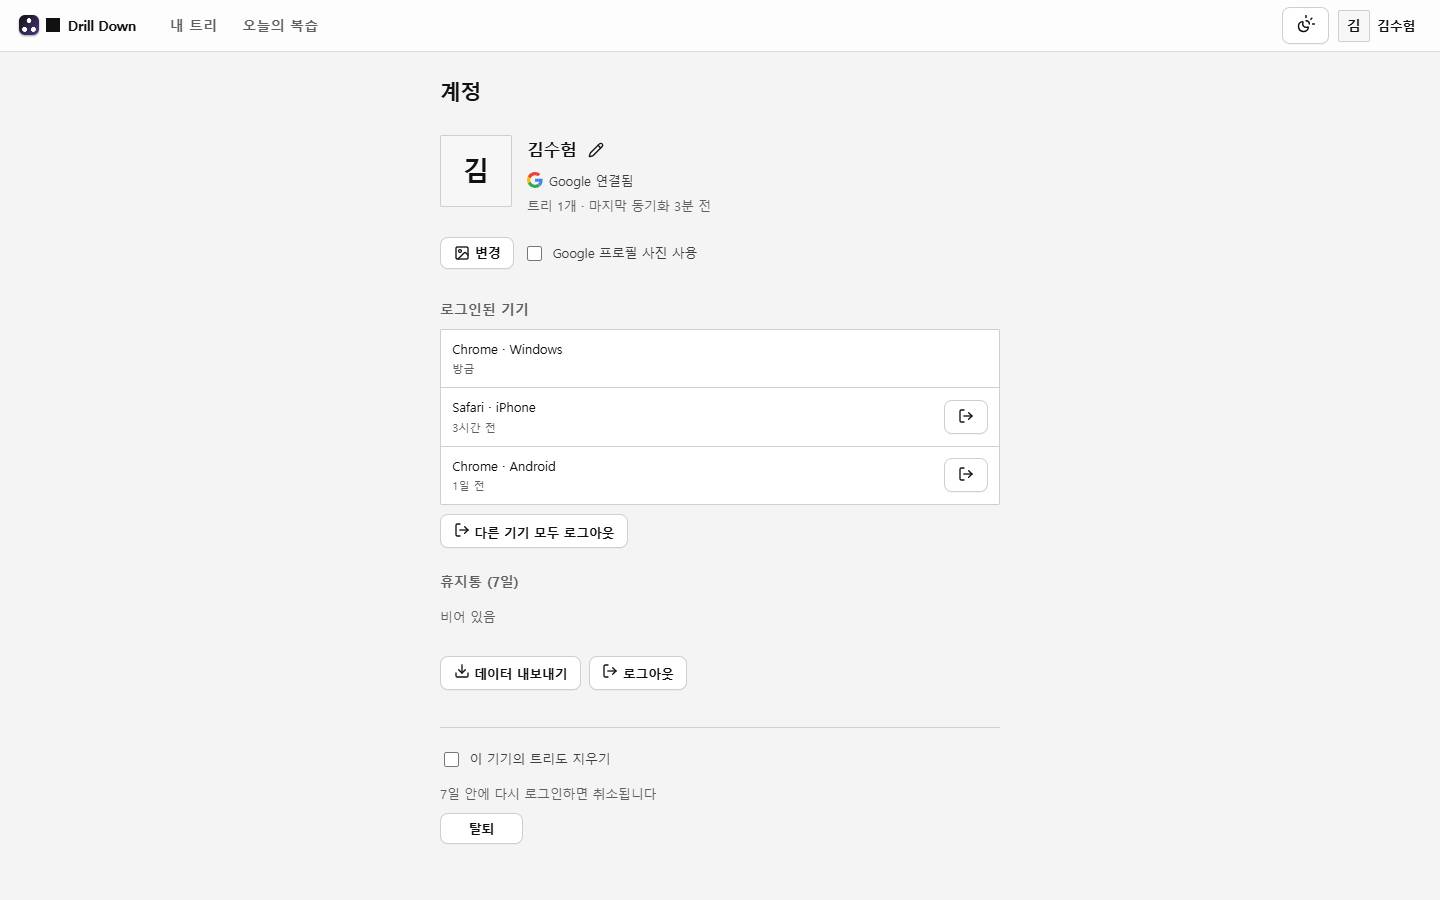 Drill Down
내 트리
오늘의 복습
김
김수험
계정
김
김수험
Google 연결됨
트리 1개 · 마지막 동기화 3분 전
변경
Google 프로필 사진 사용
로그인된 기기
Chrome · Windows
방금
Safari · iPhone
3시간 전
Chrome · Android
1일 전
다른 기기 모두 로그아웃
휴지통 (7일)
비어 있음
데이터 내보내기
로그아웃
이 기기의 트리도 지우기
7일 안에 다시 로그인하면 취소됩니다
탈퇴